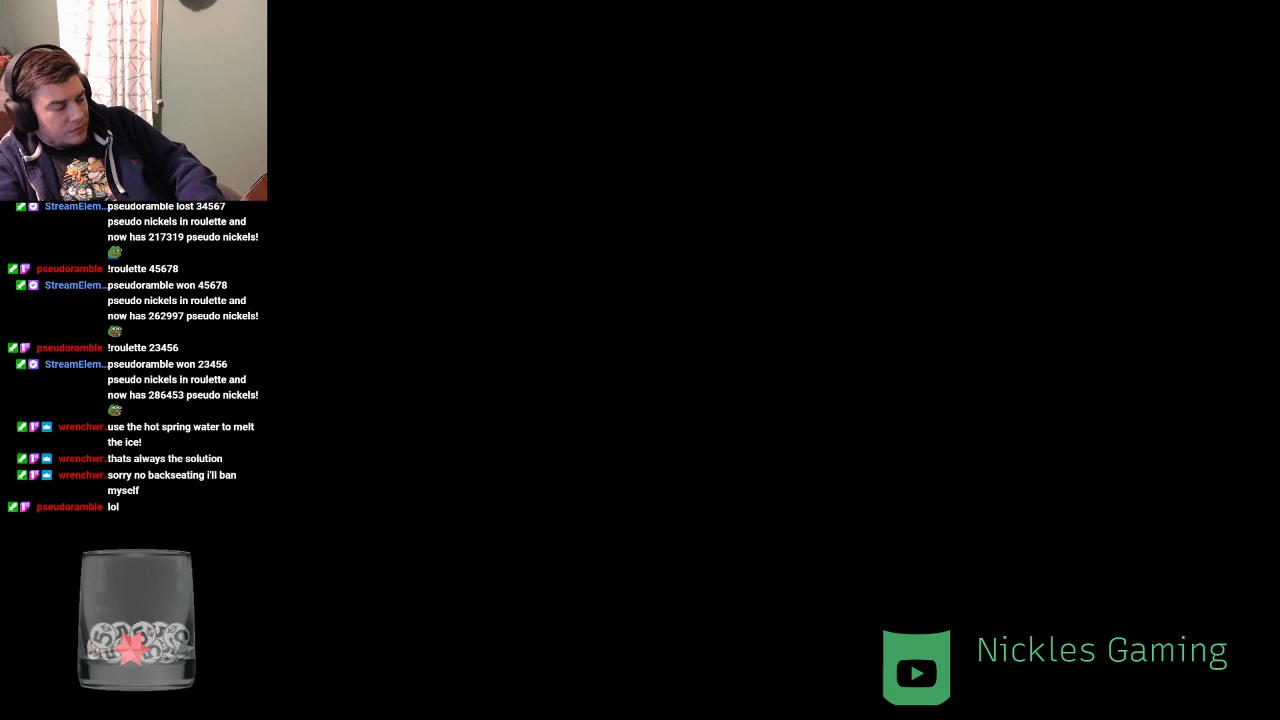 StreamElem.. pseudoramble lost 34567
pseudo nickels in roulette and
now has 217319 pseudo nickels!
pseudoramble !roulette 45678
StreamElem.. pseudoramble won 45678
pseudo nickels in roulette and
now has 262997 pseudo nickels!
pseudoramble !roulette 23456
StreamElem.. pseudoramble won 23456
pseudo nickels in roulette and
now has 286453 pseudo nickels!
wrenchwr.. use the hot spring water to melt
the ice!
wrenchwr.. thats always the solution
wrenchwr.. sorry no backseating i'll ban
myself
pseudoramble lol
Nickles Gaming